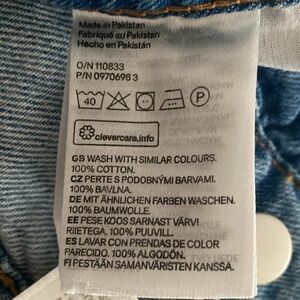 Made in Pakistan
Fabriqué au Pakistan
Hecho en Pakistán
O/N 110833
P/N 0970698 3
40
P
clevercare.info
GB WASH WITH SIMILAR COLOURS.
100% COTTON.
CZ PERTE S PODOBNÝMI BARVAMI.
100% BAVLNA.
DE MIT ÄHNLICHEN FARBEN WASCHEN.
100% BAUMWOLLE.
EE PESE KOOS SARNAST VÄRVI
RIIETEGA. 100% PUUVILL.
ES LAVAR CON PRENDAS DE COLOR
PARECIDO. 100% ALGODÓN.
FI PESTÄÄN SAMANVÄRISTEN KANSSA.